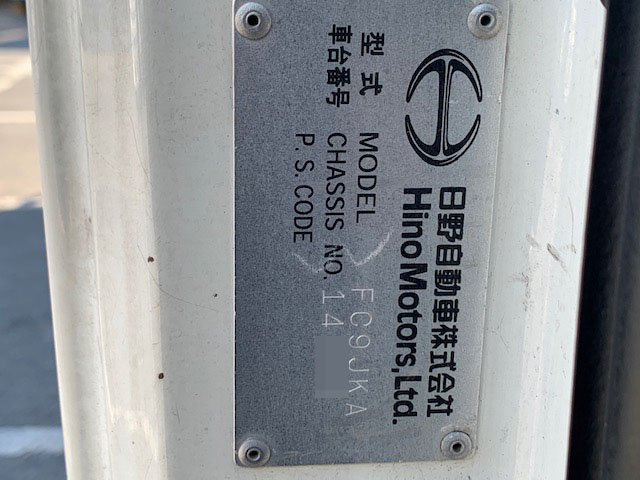 日野自動車株式会社
Hino Motors, Ltd.
型式 MODEL FC9JKA
車台番号 CHASSIS NO. 14
P. S. CODE